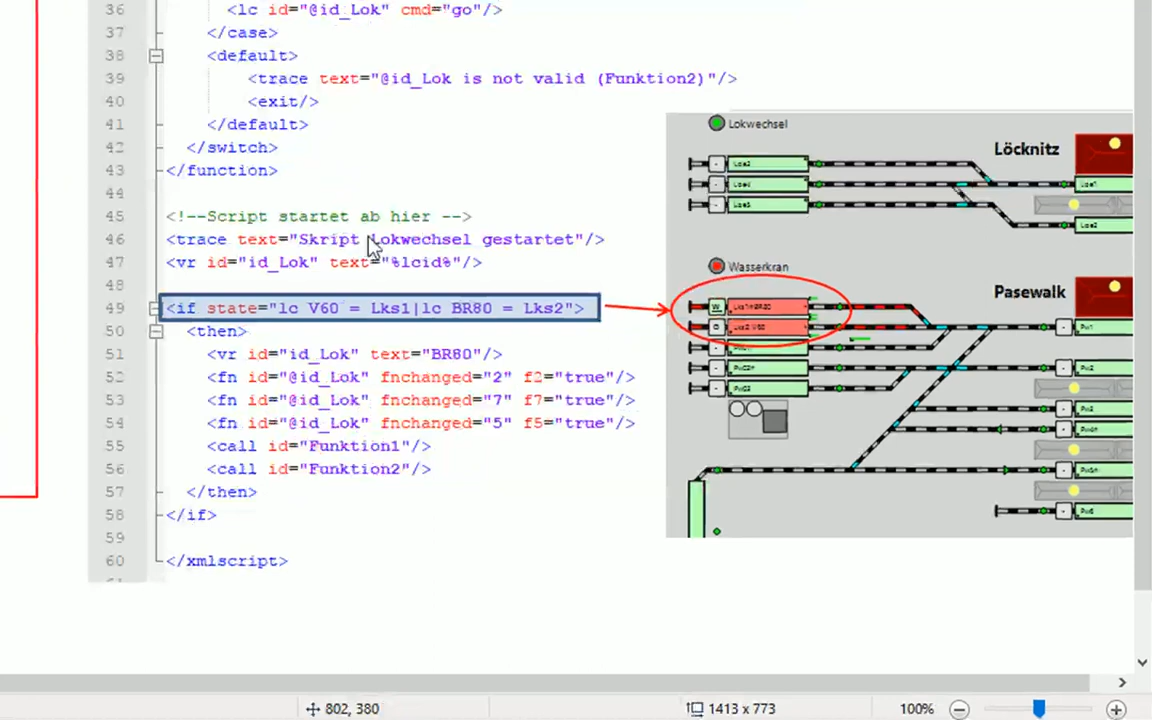 36 <lc id="@id_Lok" cmd="go"/>
37 </case>
38 <default>
39 <trace text="@id_Lok is not valid (Funktion2)"/>
40 <exit/>
41 </default>
42 </switch>
43 </function>
44
45 <!--Script startet ab hier -->
46 <trace text="Skript Lokwechsel gestartet"/>
47 <vr id="id_Lok" text="%lcid%"/>
48
49 <if state="lc V60 = Lks1|lc BR80 = Lks2">
50 <then>
51 <vr id="id_Lok" text="BR80"/>
52 <fn id="@id_Lok" fnchanged="2" f2="true"/>
53 <fn id="@id_Lok" fnchanged="7" f7="true"/>
54 <fn id="@id_Lok" fnchanged="5" f5="true"/>
55 <call id="Funktion1"/>
56 <call id="Funktion2"/>
57 </then>
58 </if>
59
60 </xmlscript>
Lokwechsel
Löcknitz
Wasserkran
Pasewalk
802, 380
1413 x 773
100%